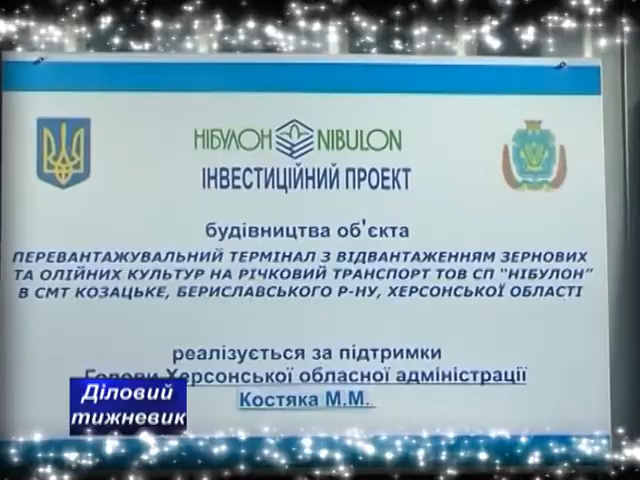 НІБУЛОН NIBULON
ІНВЕСТИЦІЙНИЙ ПРОЕКТ
будівництва об'єкта
ПЕРЕВАНТАЖУВАЛЬНИЙ ТЕРМІНАЛ З ВІДВАНТАЖЕННЯМ ЗЕРНОВИХ
ТА ОЛІЙНИХ КУЛЬТУР НА РІЧКОВИЙ ТРАНСПОРТ ТОВ СП "НІБУЛОН"
В СМТ КОЗАЦЬКЕ, БЕРИСЛАВСЬКОГО Р-НУ, ХЕРСОНСЬКОЇ ОБЛАСТІ
реалізується за підтримки
Голови Херсонської обласної адміністрації
Костяка М.М.
Діловий
тижневик